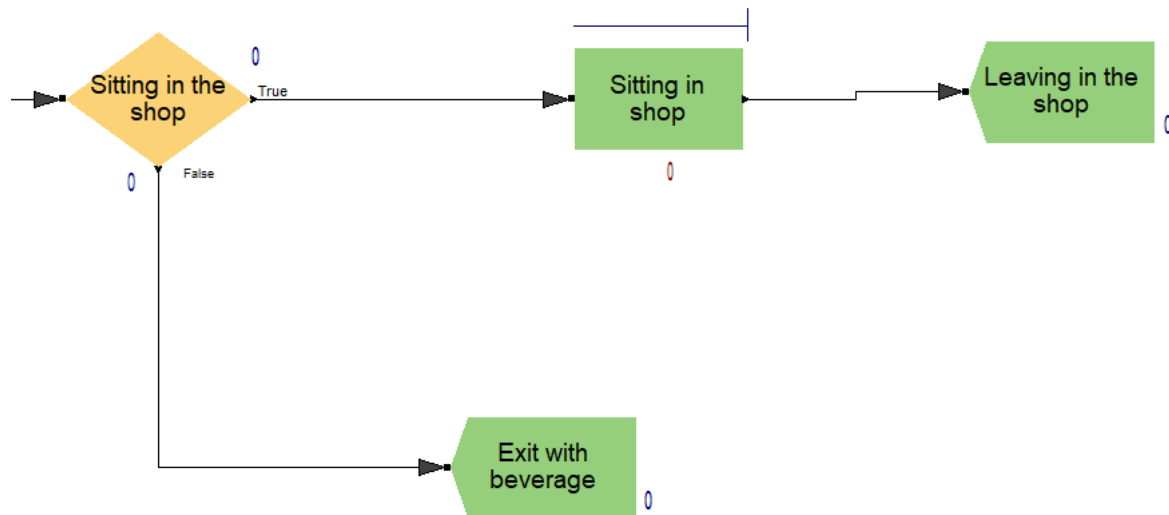 0
Sitting in the
shop
True
0
False
Sitting in
shop
0
Leaving in the
shop
0
Exit with
beverage
0